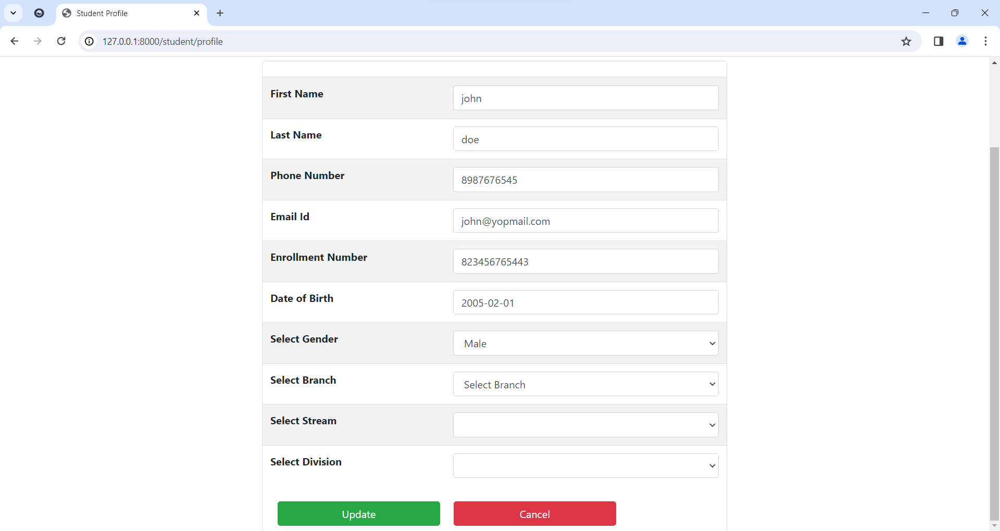 Student Profile
127.0.0.1:8000/student/profile
First Name
john
Last Name
doe
Phone Number
8987676545
Email Id
john@yopmail.com
Enrollment Number
823456765443
Date of Birth
2005-02-01
Select Gender
Male
Select Branch
Select Branch
Select Stream
Select Division
Update
Cancel